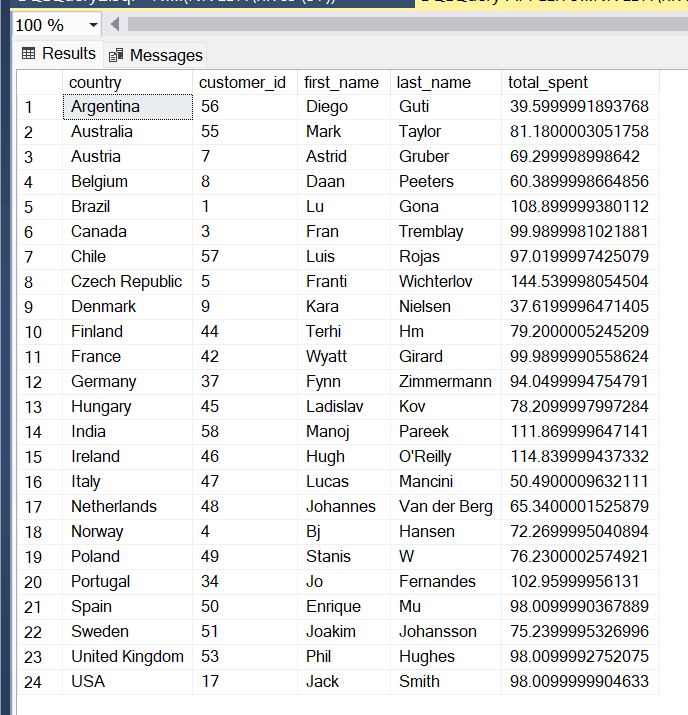 100 %
Results Messages
country customer_id first_name last_name total_spent
1 Argentina 56 Diego Guti 39.5999991893768
2 Australia 55 Mark Taylor 81.1800003051758
3 Austria 7 Astrid Gruber 69.299998998642
4 Belgium 8 Daan Peeters 60.3899998664856
5 Brazil 1 Lu Gona 108.899999380112
6 Canada 3 Fran Tremblay 99.9899981021881
7 Chile 57 Luis Rojas 97.0199997425079
8 Czech Republic 5 Franti Wichterlov 144.539998054504
9 Denmark 9 Kara Nielsen 37.6199996471405
10 Finland 44 Terhi Hm 79.2000005245209
11 France 42 Wyatt Girard 99.9899990558624
12 Germany 37 Fynn Zimmermann 94.0499994754791
13 Hungary 45 Ladislav Kov 78.2099997997284
14 India 58 Manoj Pareek 111.869999647141
15 Ireland 46 Hugh O'Reilly 114.839999437332
16 Italy 47 Lucas Mancini 50.4900009632111
17 Netherlands 48 Johannes Van der Berg 65.3400001525879
18 Norway 4 Bj Hansen 72.2699995040894
19 Poland 49 Stanis W 76.2300002574921
20 Portugal 34 Jo Fernandes 102.95999956131
21 Spain 50 Enrique Mu 98.0099990367889
22 Sweden 51 Joakim Johansson 75.2399995326996
23 United Kingdom 53 Phil Hughes 98.0099992752075
24 USA 17 Jack Smith 98.0099999904633